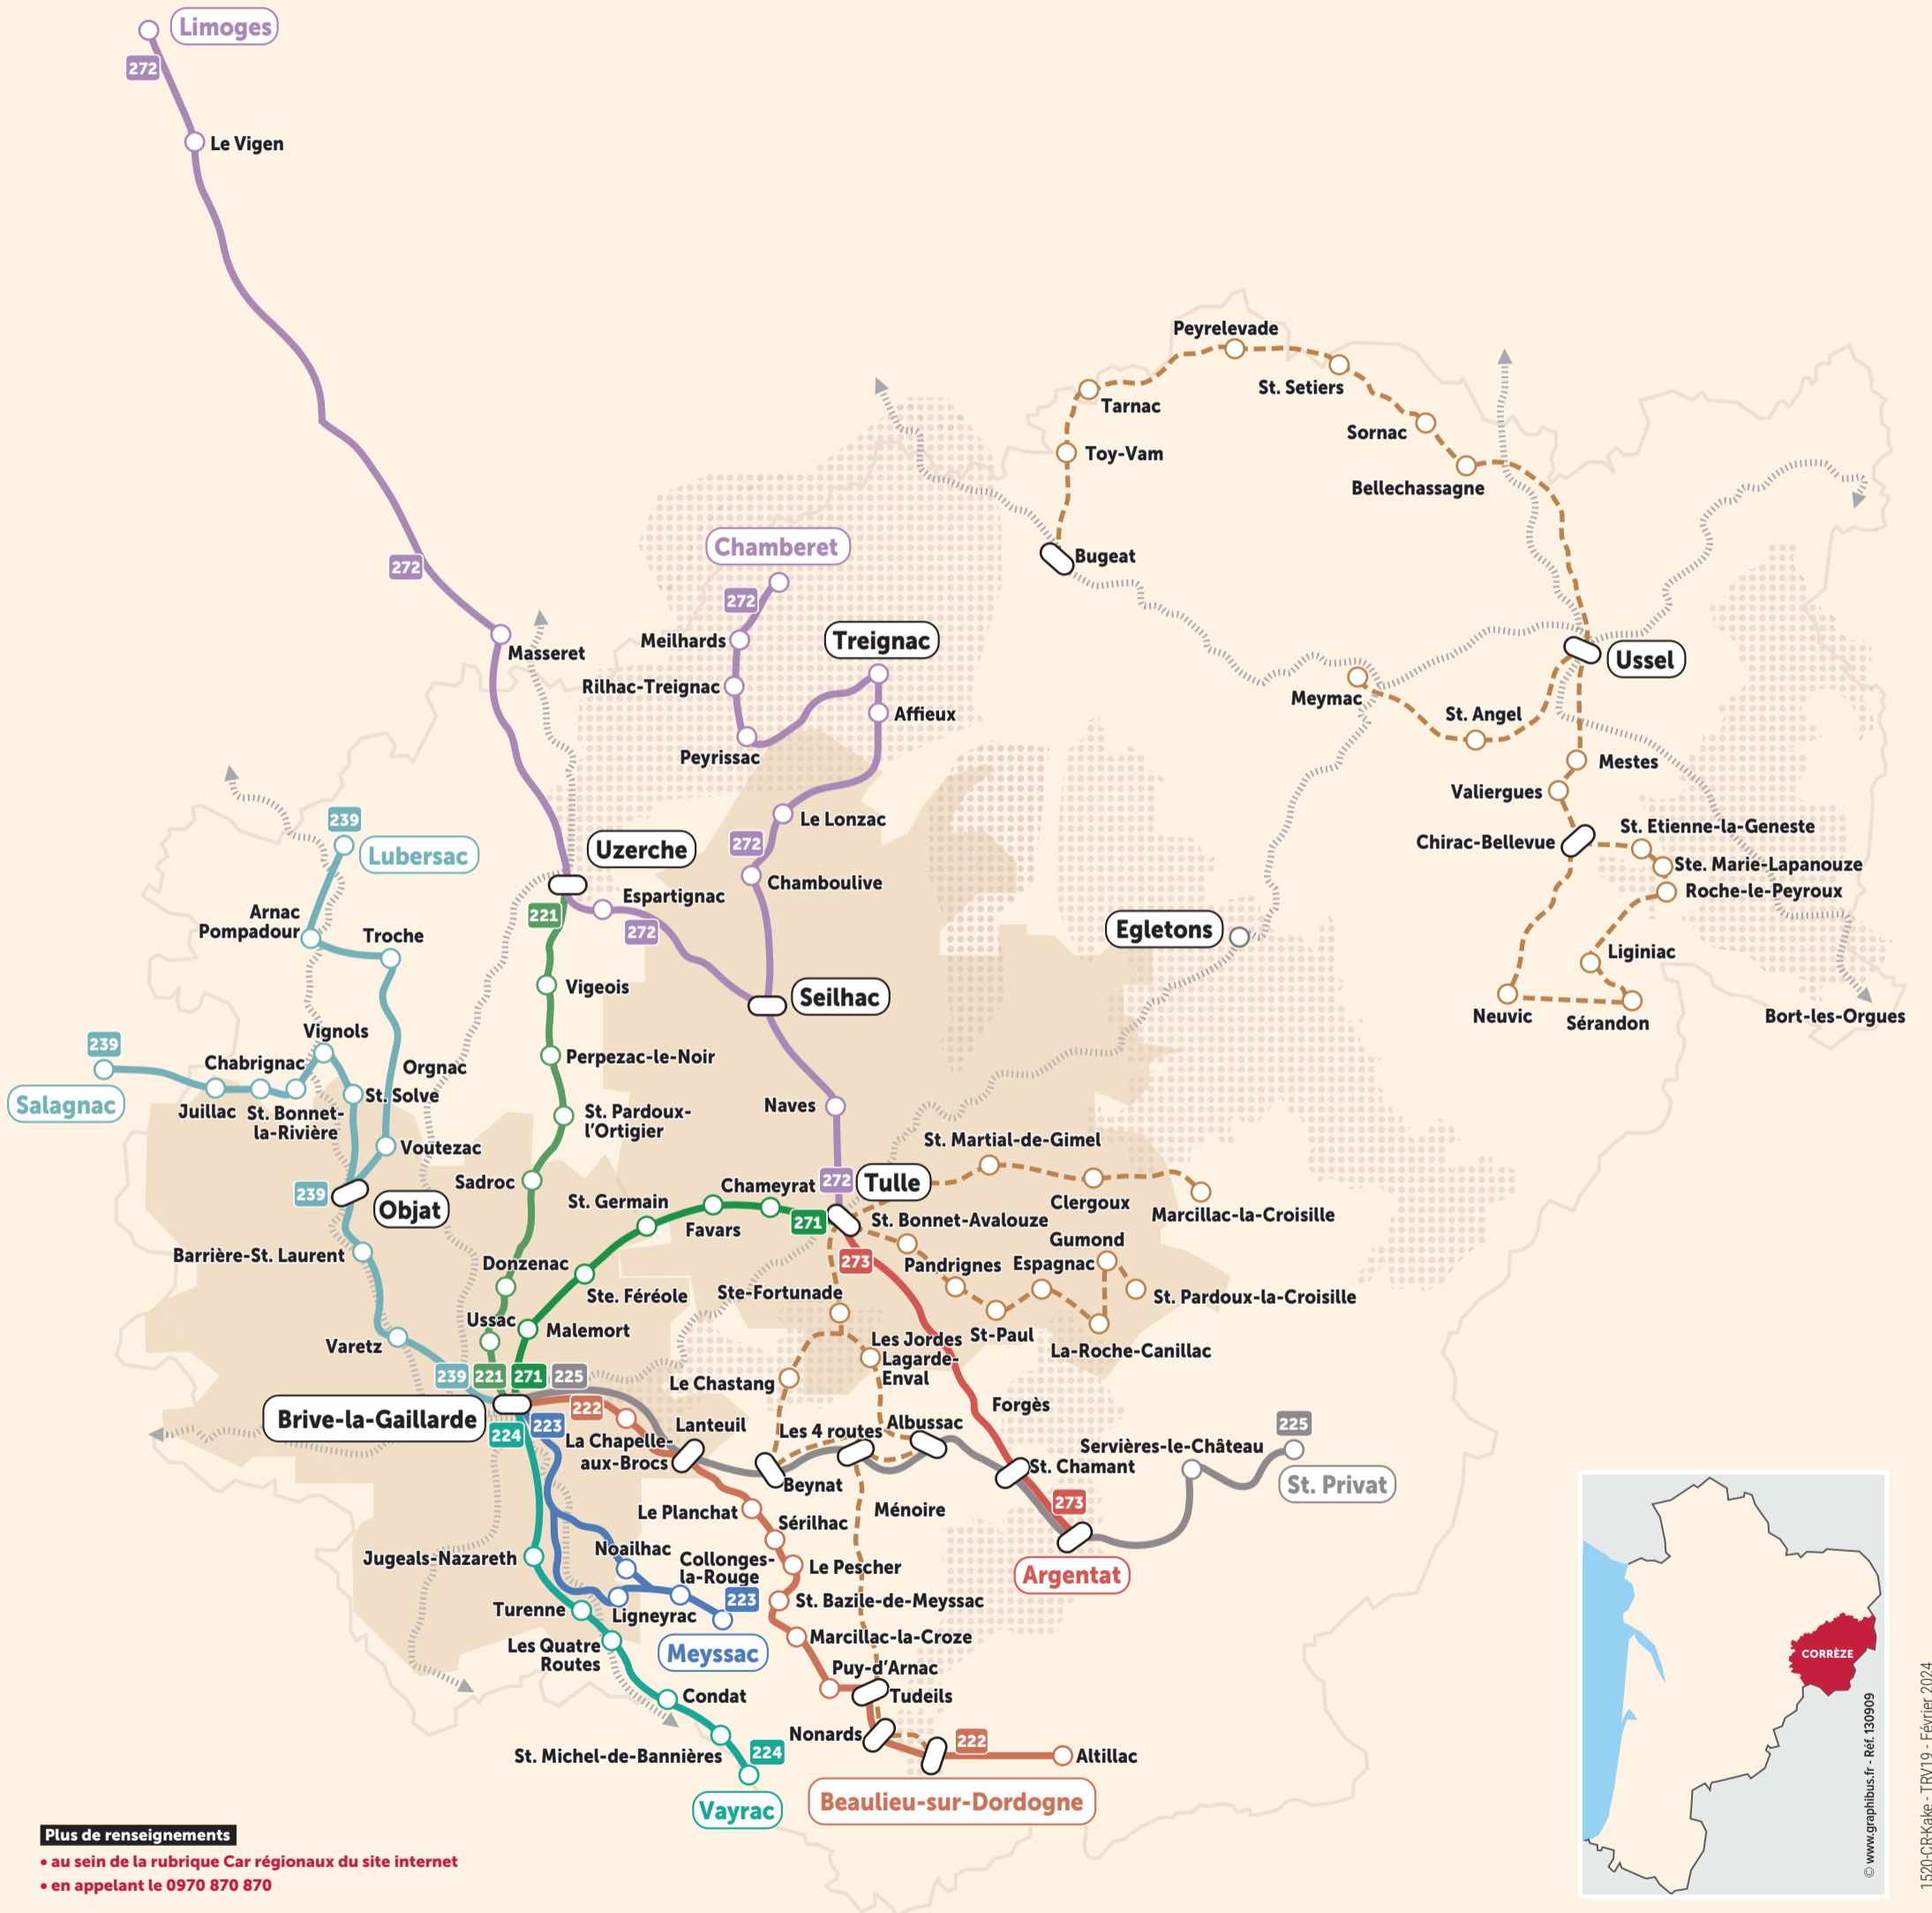 Limoges
272
Le Vigen
272
Masseret
Peyrelevade
St. Setiers
Tarnac
Sornac
Toy-Vam
Bellechassagne
Bugeat
Chamberet
272
Meilhards
Treignac
Rilhac-Treignac
Affieux
Peyrissac
Ussel
Meymac
St. Angel
Mestes
Valiergues
Chirac-Bellevue
St. Etienne-la-Geneste
Ste. Marie-Lapanouze
Roche-le-Peyroux
Liginiac
Neuvic
Sérandon
Bort-les-Orgues
239
Lubersac
Le Lonzac
272
Uzerche
Chamboulive
Espartignac
221
272
Arnac
Pompadour
Troche
Egletons
Vigeois
Seilhac
239
Vignols
Chabrignac
Orgnac
Perpezac-le-Noir
Salagnac
Juillac
St. Bonnet-
la-Rivière
St. Solve
St. Pardoux-
l'Ortigier
Naves
Voutezac
239
Objat
Sadroc
St. Martial-de-Gimel
272
Tulle
Clergoux
Marcillac-la-Croisille
Chameyrat
St. Germain
Favars
271
St. Bonnet-Avalouze
Gumond
Barrière-St. Laurent
Donzenac
273
Pandrignes
Espagnac
Ste. Féréole
Ste-Fortunade
St. Pardoux-la-Croisille
Ussac
Malemort
St-Paul
La-Roche-Canillac
Varetz
Les Jordes
Lagarde-
Enval
Le Chastang
239
221
271
225
Brive-la-Gaillarde
222
223
224
La Chapelle-
aux-Brocs
Lanteuil
Les 4 routes
Albussac
Forgès
225
Servières-le-Château
St. Chamant
St. Privat
Beynat
273
Le Planchat
Ménoire
Sérilhac
Argentat
Jugeals-Nazareth
Noailhac
Collonges-
la-Rouge
Le Pescher
223
St. Bazile-de-Meyssac
Turenne
Ligneyrac
Marcillac-la-Croze
Les Quatre
Routes
Meyssac
Puy-d'Arnac
Condat
Tudeils
Nonards
222
St. Michel-de-Bannières
224
Altillac
Beaulieu-sur-Dordogne
Vayrac
Plus de renseignements
• au sein de la rubrique Car régionaux du site internet
• en appelant le 0970 870 870
CORRÈZE
© www.graphibus.fr - Réf. 130909
1520-CR-Kake - TRV19 - Février 2024